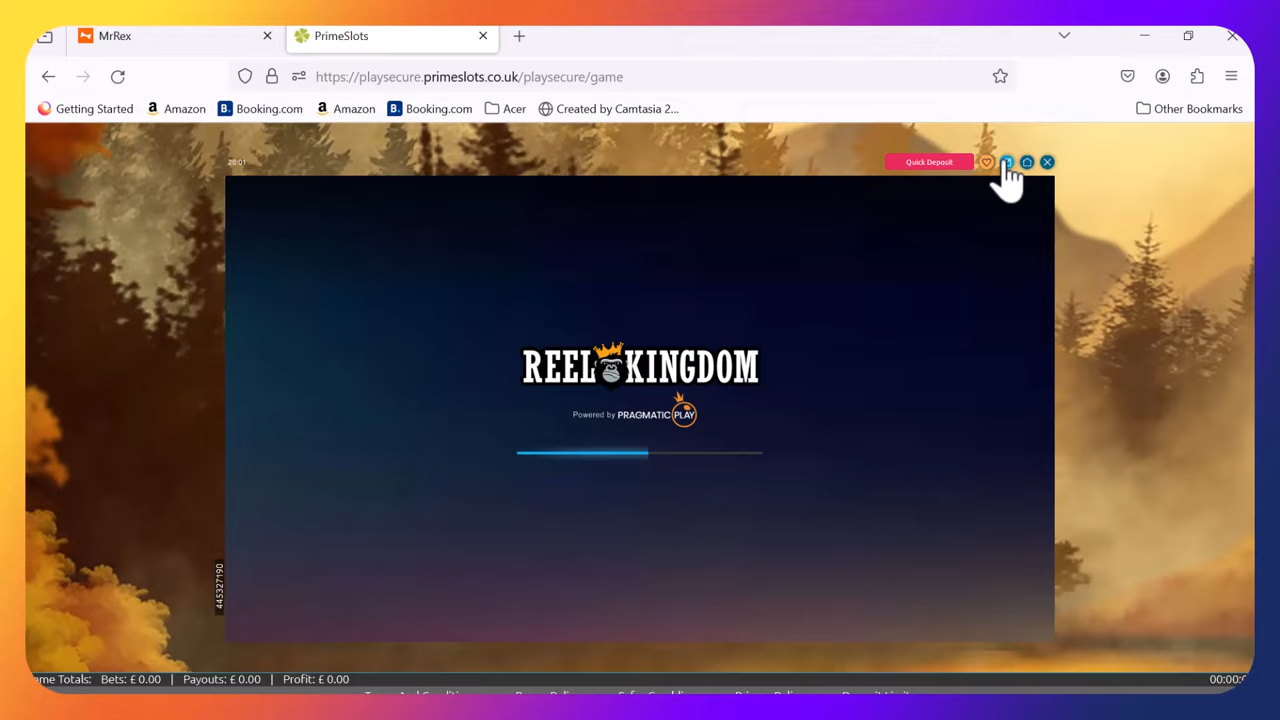 MrRex
PrimeSlots
https://playsecure.primeslots.co.uk/playsecure/game
Getting Started
Amazon
B. Booking.com
Amazon
B. Booking.com
Acer
Created by Camtasia 2...
Other Bookmarks
20:01
Quick Deposit
REEL KINGDOM
Powered by PRAGMATIC PLAY
445327190
ame Totals: Bets: £ 0.00 | Payouts: £ 0.00 | Profit: £ 0.00
00:00:0